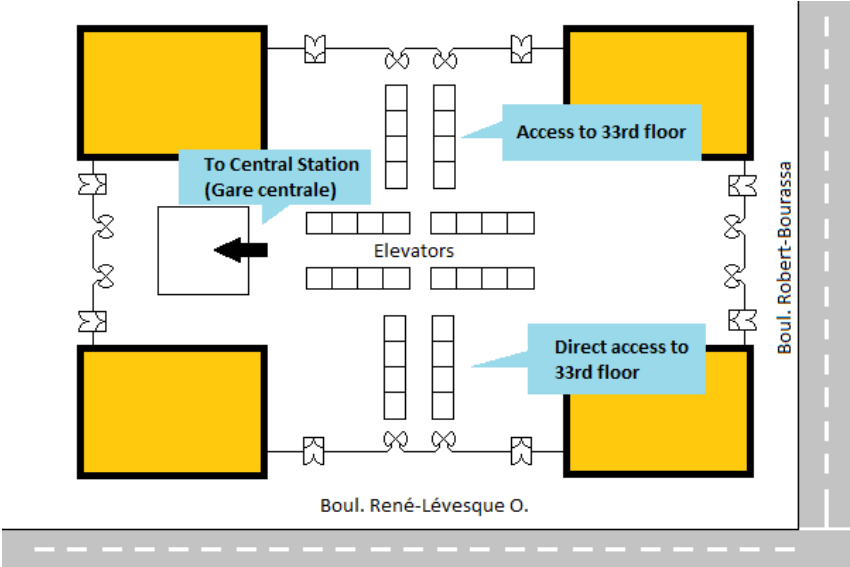 Access to 33rd floor
To Central Station
(Gare centrale)
Elevators
Boul. Robert-Bourassa
Direct access to
33rd floor
Boul. René-Lévesque O.